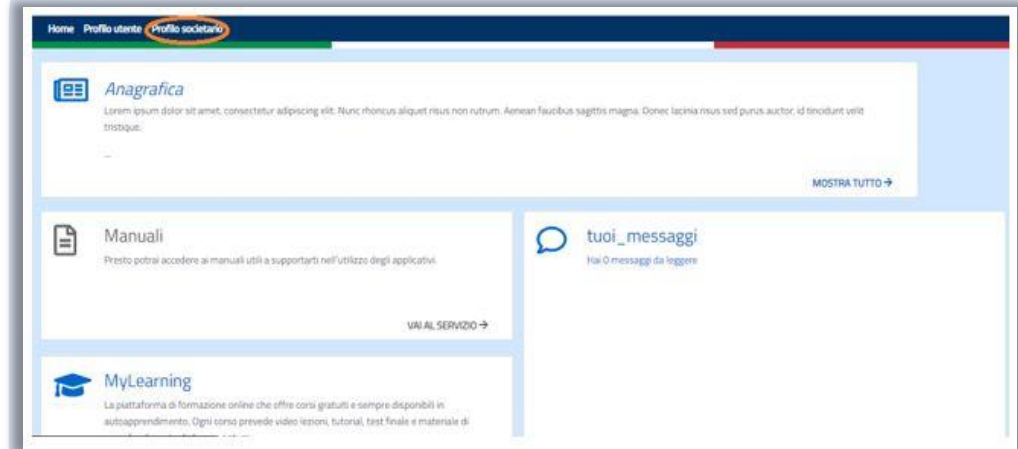 Home Profilo utente Profilo societario
Anagrafica
Lorem ipsum dolor sit amet, consectetur adipiscing elit. Nunc rhoncus aliquet risus non rutrum. Aenean faucibus sagittis magna. Donec lacinia risus sed purus auctor, id tincidunt velit
tristique.
...
MOSTRA TUTTO →
Manuali
Presto potrai accedere ai manuali utili a supportarti nell'utilizzo degli applicativi.
VAI AL SERVIZIO →
tuoi_messaggi
Hai 0 messaggi da leggere
MyLearning
La piattaforma di formazione online che offre corsi gratuiti e sempre disponibili in
autoapprendimento. Ogni corso prevede video lezioni, tutorial, test finale e materiale di